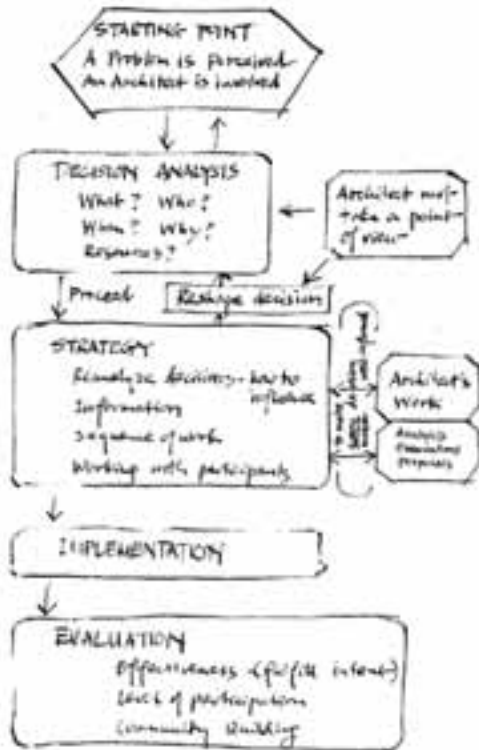 STARTING POINT
A Problem is perceived
An Architect is involved
DECISION ANALYSIS
What? Who?
When? Why?
Resources?
Architect must
take a point
of view
Proceed
Reshape decision
STRATEGY
Reanalyze decisions - how to
influence
Information
Sequence of work
Working with participants
Architect's
Work
Analysis
Proposals
IMPLEMENTATION
EVALUATION
Effectiveness (fulfill intent)
Level of participation
Community building